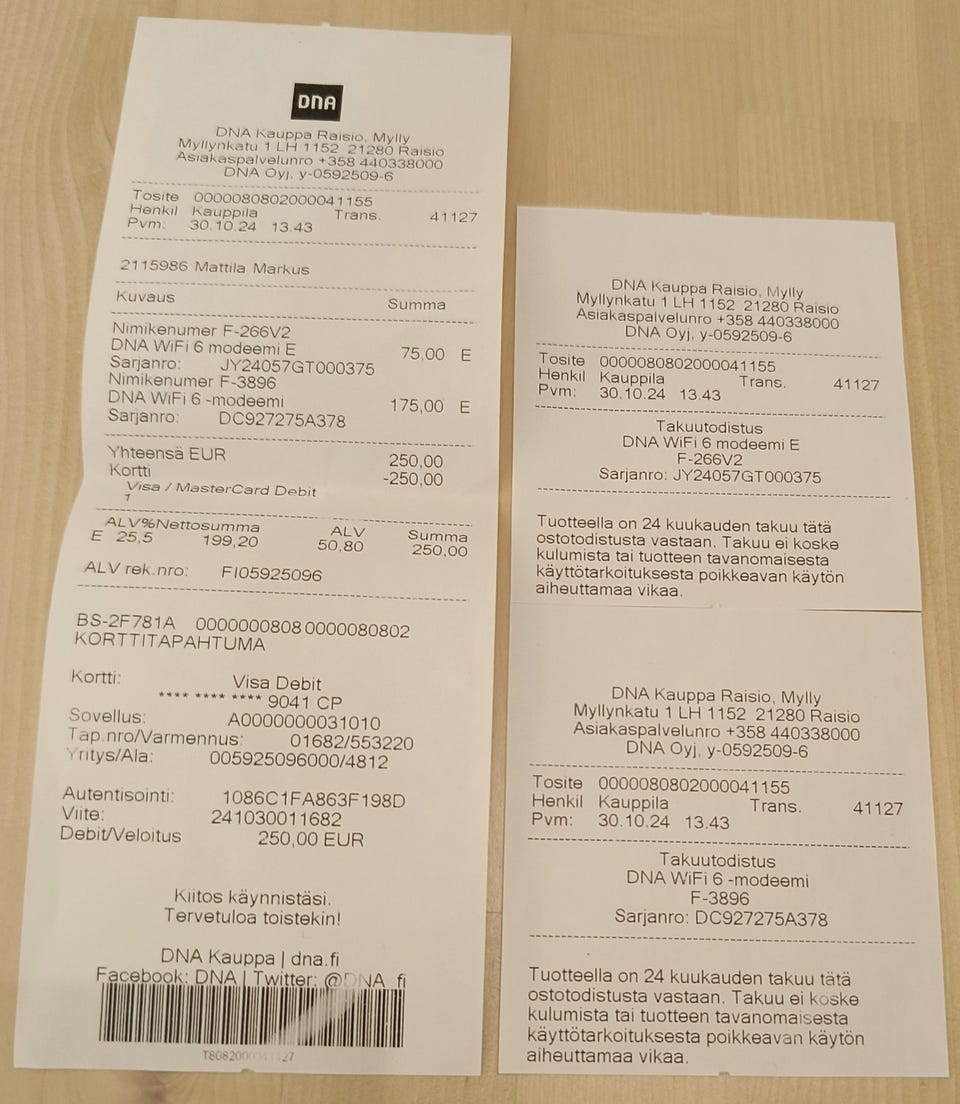 DNA
DNA Kauppa Raisio, Mylly
Myllynkatu 1 LH 1152 21280 Raisio
Asiakaspalvelunro +358 440338000
DNA Oyj, y-0592509-6
Tosite 0000080802000041155
Henkil Kauppila Trans. 41127
Pvm: 30.10.24 13.43
2115986 Mattila Markus
Kuvaus Summa
Nimikenumer F-266V2
DNA WiFi 6 modeemi E 75,00 E
Sarjanro: JY24057GT000375
Nimikenumer F-3896
DNA WiFi 6 -modeemi 175,00 E
Sarjanro: DC927275A378
Yhteensä EUR 250,00
Kortti -250,00
Visa / MasterCard Debit
1
ALV%Nettosumma ALV Summa
E 25,5 199,20 50,80 250,00
ALV rek.nro: FI05925096
BS-2F781A 0000000808 0000080802
KORTTITAPAHTUMA
Kortti: Visa Debit
**** **** **** 9041 CP
Sovellus: A0000000031010
Tap.nro/Varmennus: 01682/553220
Yritys/Ala: 005925096000/4812
Autentisointi: 1086C1FA863F198D
Viite: 241030011682
Debit/Veloitus 250,00 EUR
Kiitos käynnistäsi.
Tervetuloa toistekin!
DNA Kauppa | dna.fi
Facebook: DNA | Twitter: @DNA_fi
DNA Kauppa Raisio, Mylly
Myllynkatu 1 LH 1152 21280 Raisio
Asiakaspalvelunro +358 440338000
DNA Oyj, y-0592509-6
Tosite 0000080802000041155
Henkil Kauppila Trans. 41127
Pvm: 30.10.24 13.43
Takuutodistus
DNA WiFi 6 modeemi E
F-266V2
Sarjanro: JY24057GT000375
Tuotteella on 24 kuukauden takuu tätä
ostotodistusta vastaan. Takuu ei koske
kulumista tai tuotteen tavanomaisesta
käyttötarkoituksesta poikkeavan käytön
aiheuttamaa vikaa.
DNA Kauppa Raisio, Mylly
Myllynkatu 1 LH 1152 21280 Raisio
Asiakaspalvelunro +358 440338000
DNA Oyj, y-0592509-6
Tosite 0000080802000041155
Henkil Kauppila Trans. 41127
Pvm: 30.10.24 13.43
Takuutodistus
DNA WiFi 6 -modeemi
F-3896
Sarjanro: DC927275A378
Tuotteella on 24 kuukauden takuu tätä
ostotodistusta vastaan. Takuu ei koske
kulumista tai tuotteen tavanomaisesta
käyttötarkoituksesta poikkeavan käytön
aiheuttamaa vikaa.